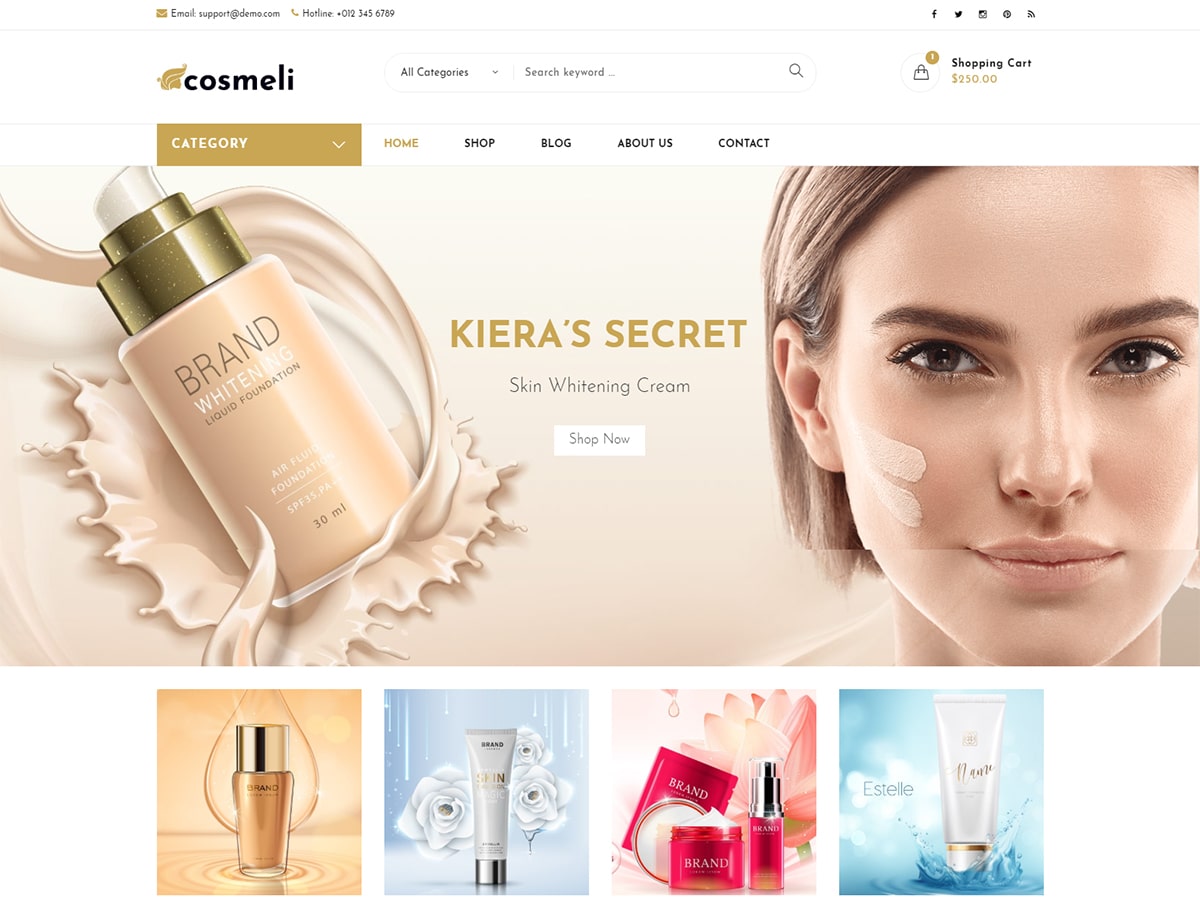 Email: support@demo.com Hotline: +012 345 6789
cosmeli
All Categories
Search keyword ...
1
Shopping Cart
$250.00
CATEGORY
HOME
SHOP
BLOG
ABOUT US
CONTACT
BRAND
WHITENING
LIQUID FOUNDATION
AIR FLUID
FOUNDATION
SPF35,PA
30 ml
KIERA'S SECRET
Skin Whitening Cream
Shop Now
BRAND
BRAND
SKIN
BRAND
BRAND
BRAND
Estelle
Name